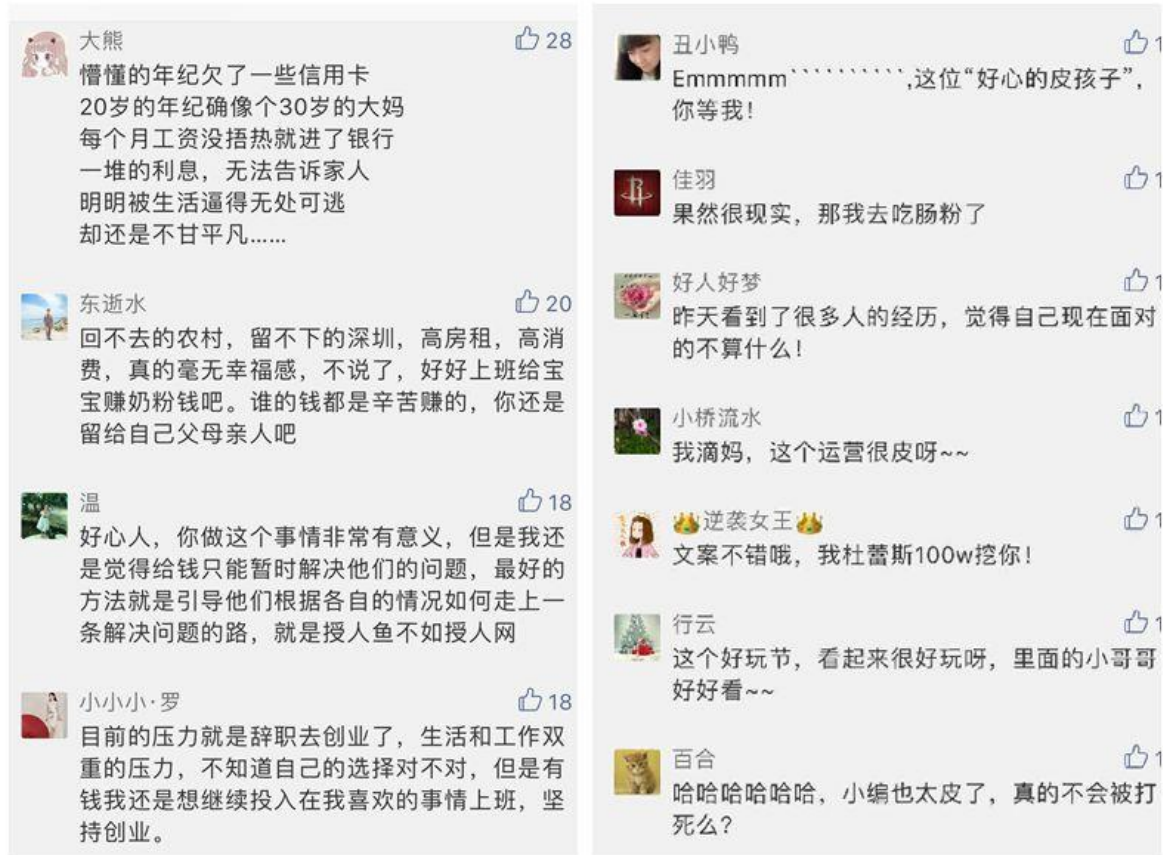 大熊
28
懵懂的年纪欠了一些信用卡
20岁的年纪确像个30岁的大妈
每个月工资没捂热就进了银行
一堆的利息，无法告诉家人
明明被生活逼得无处可逃
却还是不甘平凡……
东逝水
20
回不去的农村，留不下的深圳，高房租，高消
费，真的毫无幸福感，不说了，好好上班给宝
宝赚奶粉钱吧。谁的钱都是辛苦赚的，你还是
留给自己父母亲人吧
温
18
好心人，你做这个事情非常有意义，但是我还
是觉得给钱只能暂时解决他们的问题，最好的
方法就是引导他们根据各自的情况如何走上一
条解决问题的路，就是授人鱼不如授人网
小小小·罗
18
目前的压力就是辞职去创业了，生活和工作双
重的压力，不知道自己的选择对不对，但是有
钱我还是想继续投入在我喜欢的事情上班，坚
持创业。
丑小鸭
1
Emmmmm``````````,这位“好心的皮孩子”，
你等我！
佳羽
1
果然很现实，那我去吃肠粉了
好人好梦
1
昨天看到了很多人的经历，觉得自己现在面对
的不算什么！
小桥流水
1
我滴妈，这个运营很皮呀~~
逆袭女王
1
文案不错哦，我杜蕾斯100w挖你！
行云
1
这个好玩节，看起来很好玩呀，里面的小哥哥
好好看~~
百合
1
哈哈哈哈哈哈，小编也太皮了，真的不会被打
死么？